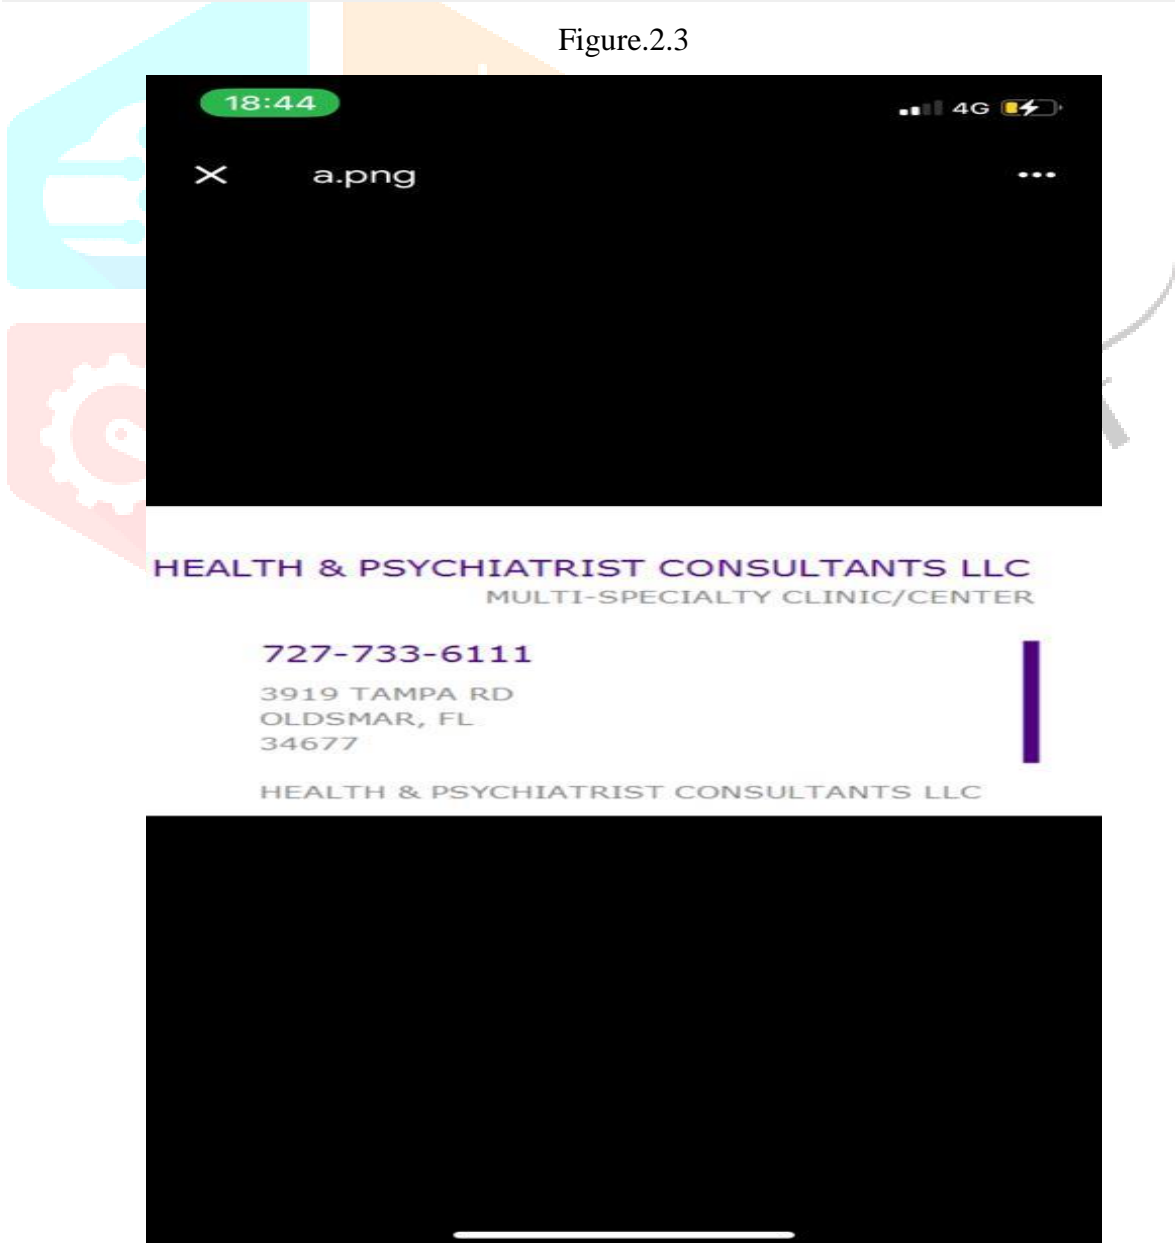 Figure.2.3
18:44
4G
a.png
HEALTH & PSYCHIATRIST CONSULTANTS LLC
MULTI-SPECIALTY CLINIC/CENTER
727-733-6111
3919 TAMPA RD
OLDSMAR, FL
34677
HEALTH & PSYCHIATRIST CONSULTANTS LLC